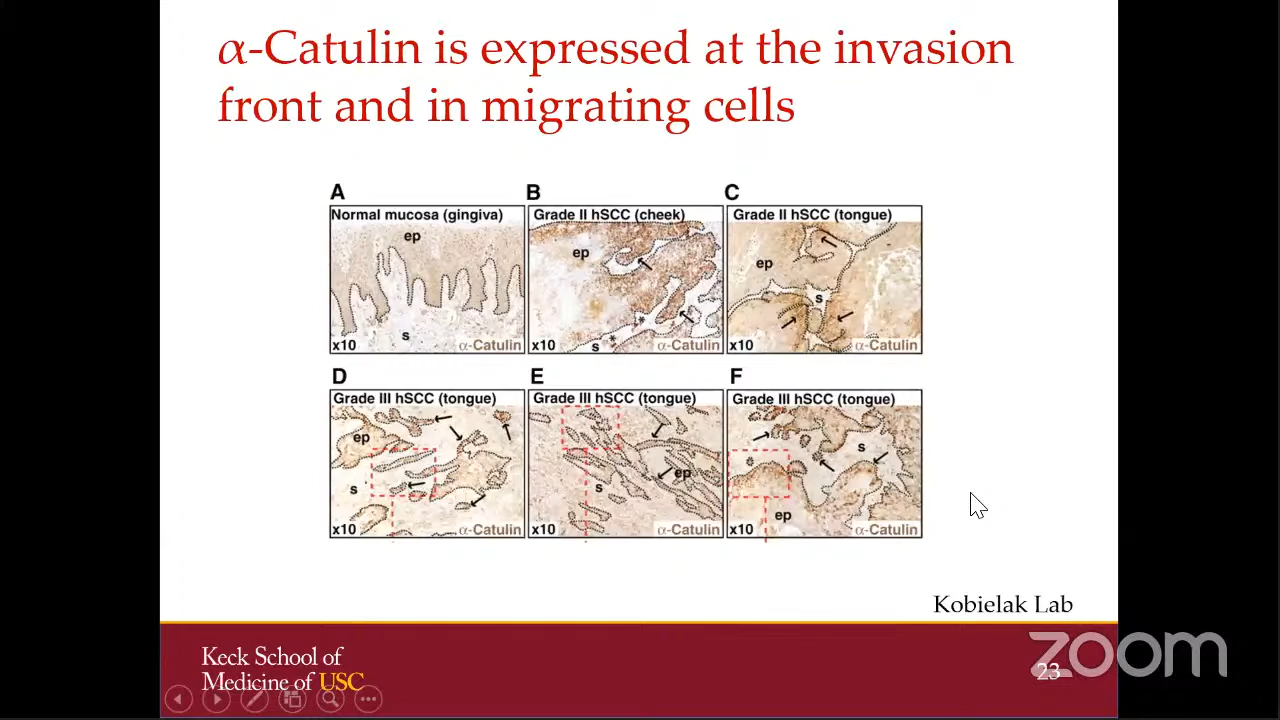 α-Catulin is expressed at the invasion
front and in migrating cells
A
Normal mucosa (gingiva)
ep
s
x10
α-Catulin
B
Grade II hSCC (cheek)
ep
*
*
s
x10
α-Catulin
C
Grade II hSCC (tongue)
ep
s
x10
α-Catulin
D
Grade III hSCC (tongue)
ep
s
x10
α-Catulin
E
Grade III hSCC (tongue)
ep
s
x10
α-Catulin
F
Grade III hSCC (tongue)
s
ep
x10
α-Catulin
Kobielak Lab
Keck School of
Medicine of USC
zoom
23